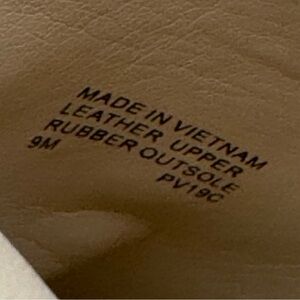 MADE IN VIETNAM
LEATHER UPPER
RUBBER OUTSOLE
9M PV19C